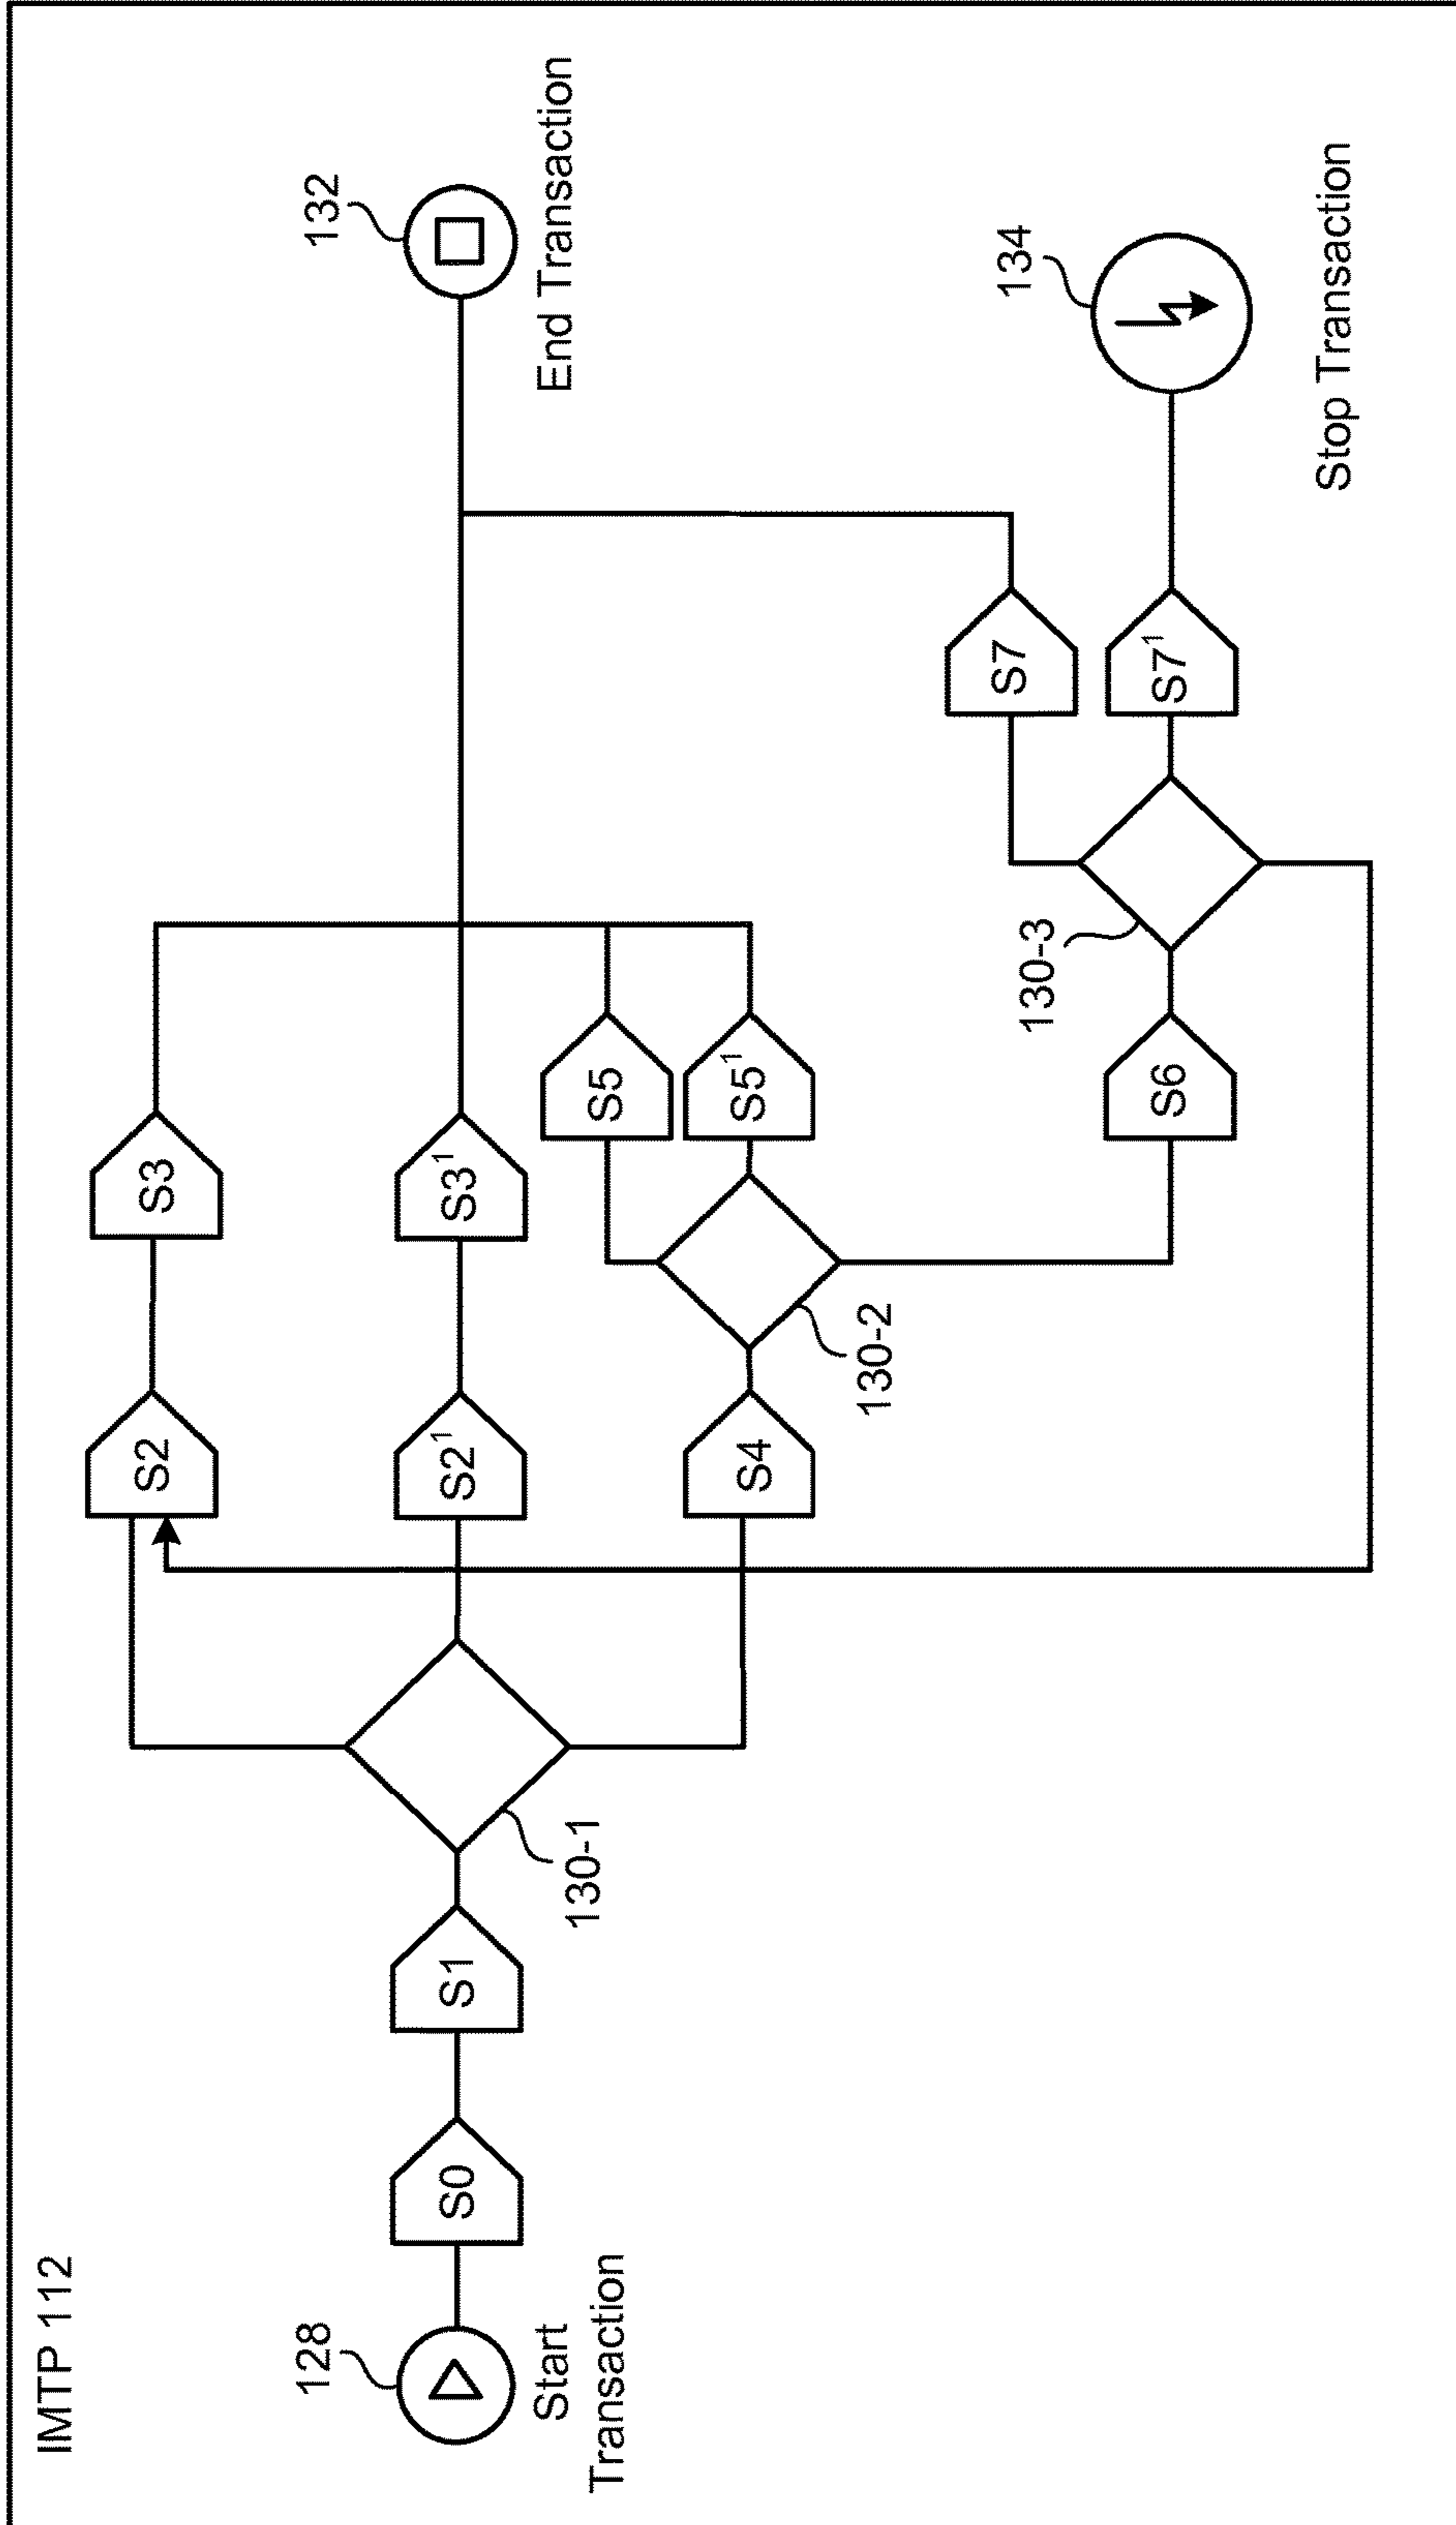 IMTP 112
128
Start
Transaction
S0
S1
130-1
S2
S3
S2¹
S3¹
S4
130-2
S5
S5¹
S6
130-3
S7
S7¹
132
End Transaction
134
Stop Transaction